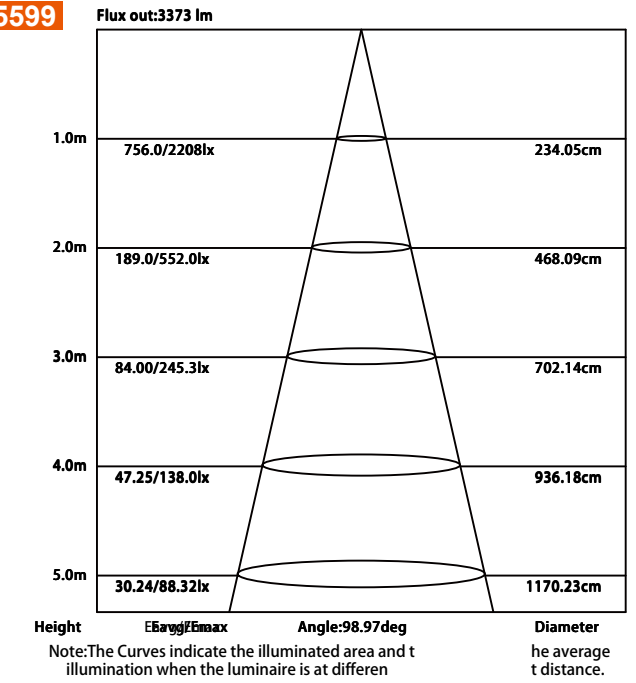 5599
Flux out:3373 lm
1.0m
756.0/2208lx
234.05cm
2.0m
189.0/552.0lx
468.09cm
3.0m
84.00/245.3lx
702.14cm
4.0m
47.25/138.0lx
936.18cm
5.0m
30.24/88.32lx
1170.23cm
Height
Eavg/Emax
Angle:98.97deg
Diameter
Note:The Curves indicate the illuminated area and t he average
illumination when the luminaire is at differen t distance.